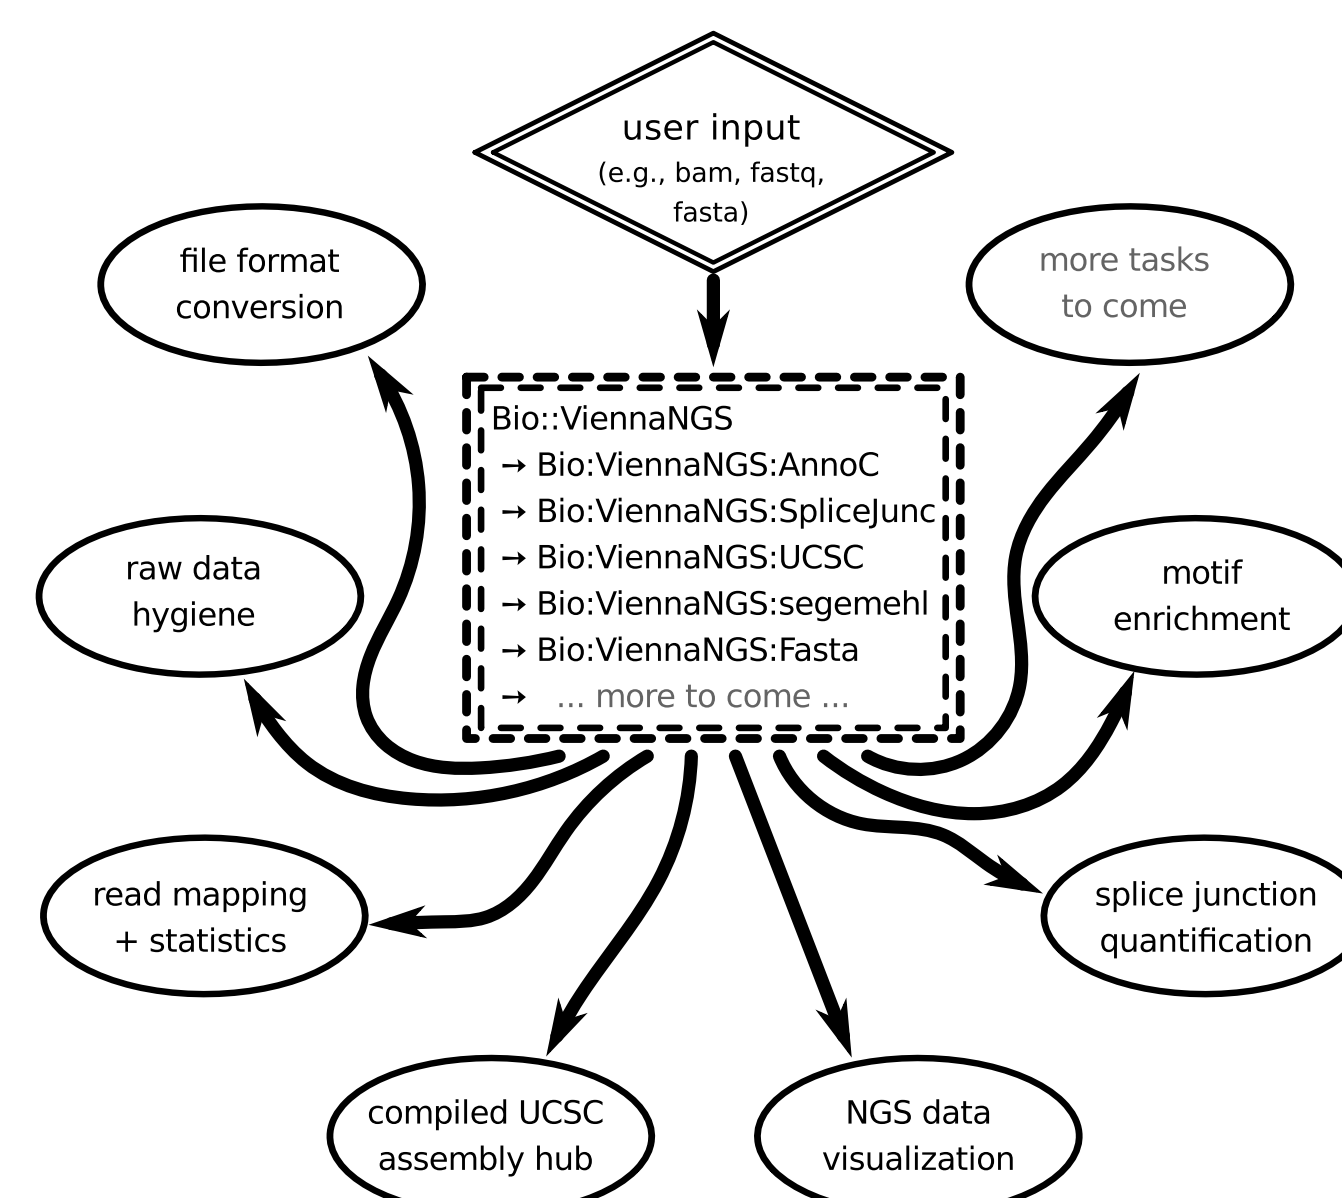 user input
(e.g., bam, fastq,
fasta)
file format
conversion
more tasks
to come
Bio::ViennaNGS
→ Bio:ViennaNGS:AnnoC
→ Bio:ViennaNGS:SpliceJunc
→ Bio:ViennaNGS:UCSC
→ Bio:ViennaNGS:segemehl
→ Bio:ViennaNGS:Fasta
→ ... more to come ...
raw data
hygiene
motif
enrichment
read mapping
+ statistics
splice junction
quantification
compiled UCSC
assembly hub
NGS data
visualization